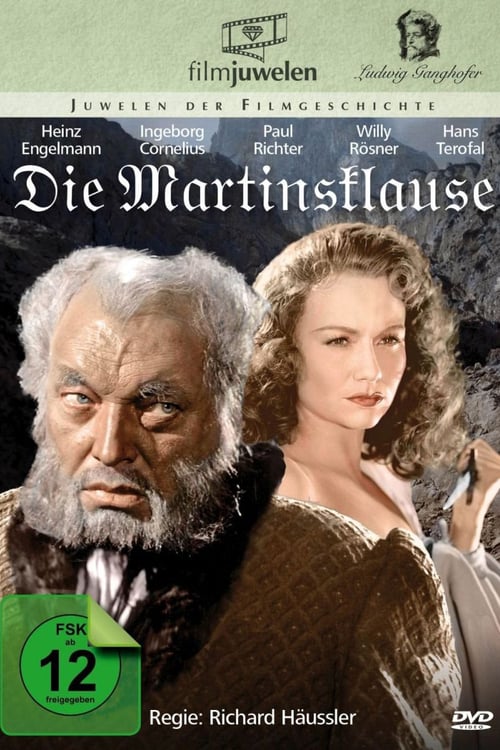 filmjuwelen
Ludwig Ganghofer
JUWELEN DER FILMGESCHICHTE
Heinz Engelmann
Ingeborg Cornelius
Paul Richter
Willy Rösner
Hans Terofal
Die Martinsklause
FSK
ab
12
freigegeben
Regie: Richard Häussler
DVD
VIDEO